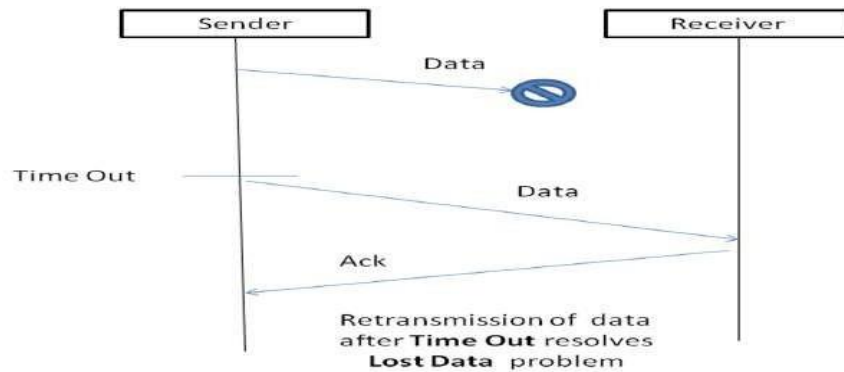 Sender
Receiver
Data
Time Out
Data
Ack
Retransmission of data
after Time Out resolves
Lost Data problem